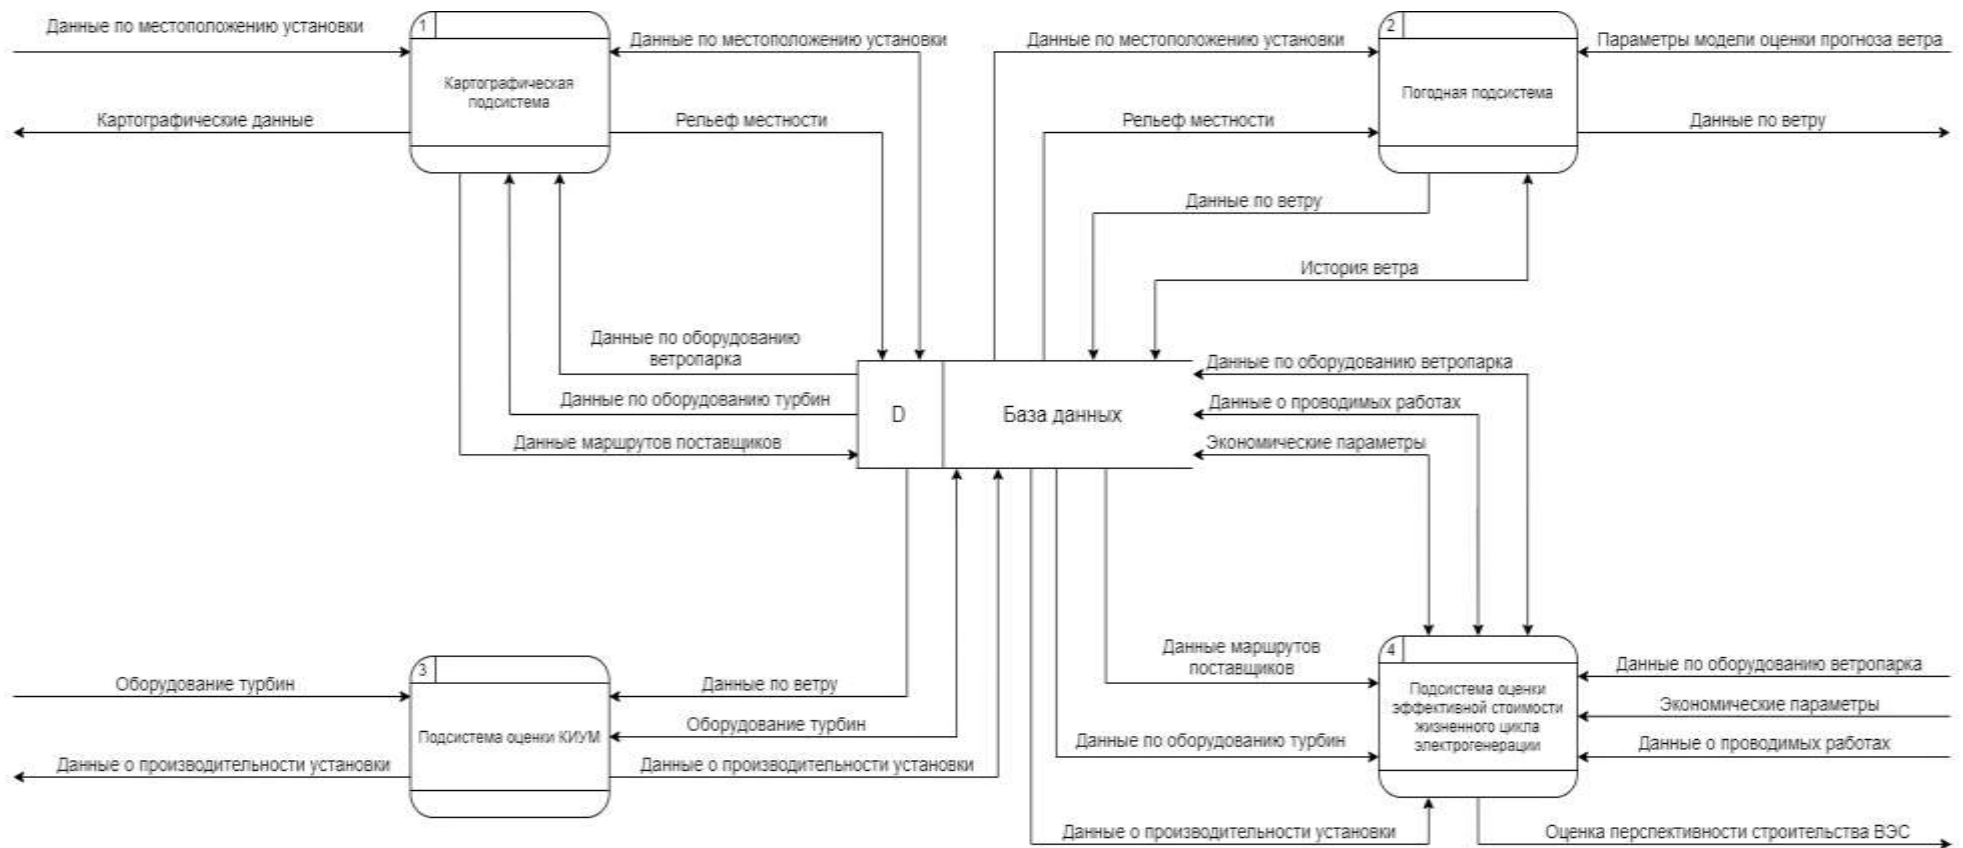 Данные по местоположению установки
1
Картографическая
подсистема
Данные по местоположению установки
Данные по местоположению установки
2
Погодная подсистема
Параметры модели оценки прогноза ветра
Картографические данные
Рельеф местности
Рельеф местности
Данные по ветру
Данные по ветру
История ветра
Данные по оборудованию
ветропарка
Данные по оборудованию турбин
Данные маршрутов поставщиков
D
База данных
Данные по оборудованию ветропарка
Данные о проводимых работах
Экономические параметры
Оборудование турбин
3
Подсистема оценки КИУМ
Данные по ветру
Оборудование турбин
Данные о производительности установки
Данные о производительности установки
Данные маршрутов
поставщиков
Данные по оборудованию турбин
Данные о производительности установки
4
Подсистема оценки
эффективной стоимости
жизненного цикла
электрогенерации
Данные по оборудованию ветропарка
Экономические параметры
Данные о проводимых работах
Оценка перспективности строительства ВЭС